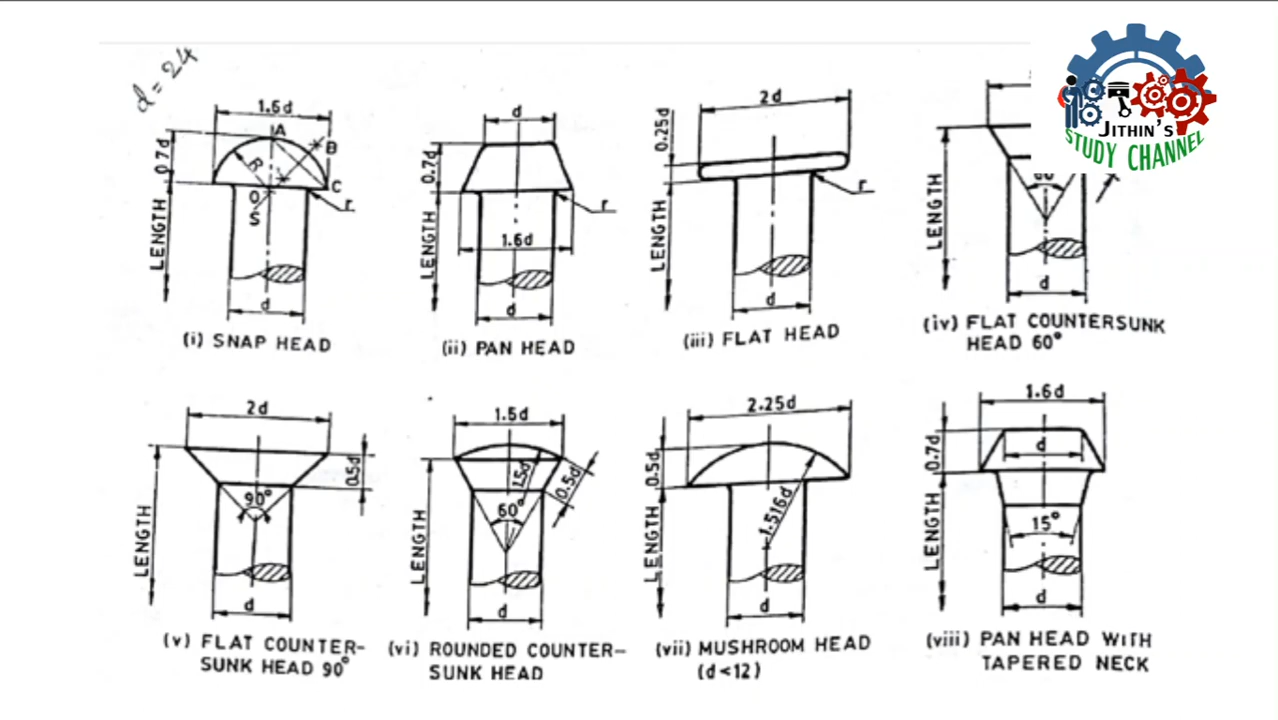 d = 24
1.6d
A
B
0.7d
R
C
O
S
r
LENGTH
d
(i) SNAP HEAD
d
0.7d
r
1.6d
LENGTH
d
(ii) PAN HEAD
2d
0.25d
r
LENGTH
d
(iii) FLAT HEAD
JITHIN'S
STUDY CHANNEL
LENGTH
d
(iv) FLAT COUNTERSUNK
HEAD 60°
2d
0.5d
90°
LENGTH
d
(v) FLAT COUNTER-
SUNK HEAD 90°
1.5d
1.5d
0.5d
60°
LENGTH
d
(vi) ROUNDED COUNTER-
SUNK HEAD
2.25d
0.5d
1.516d
LENGTH
d
(vii) MUSHROOM HEAD
(d<12)
1.6d
0.7d
d
15°
LENGTH
d
(viii) PAN HEAD WITH
TAPERED NECK